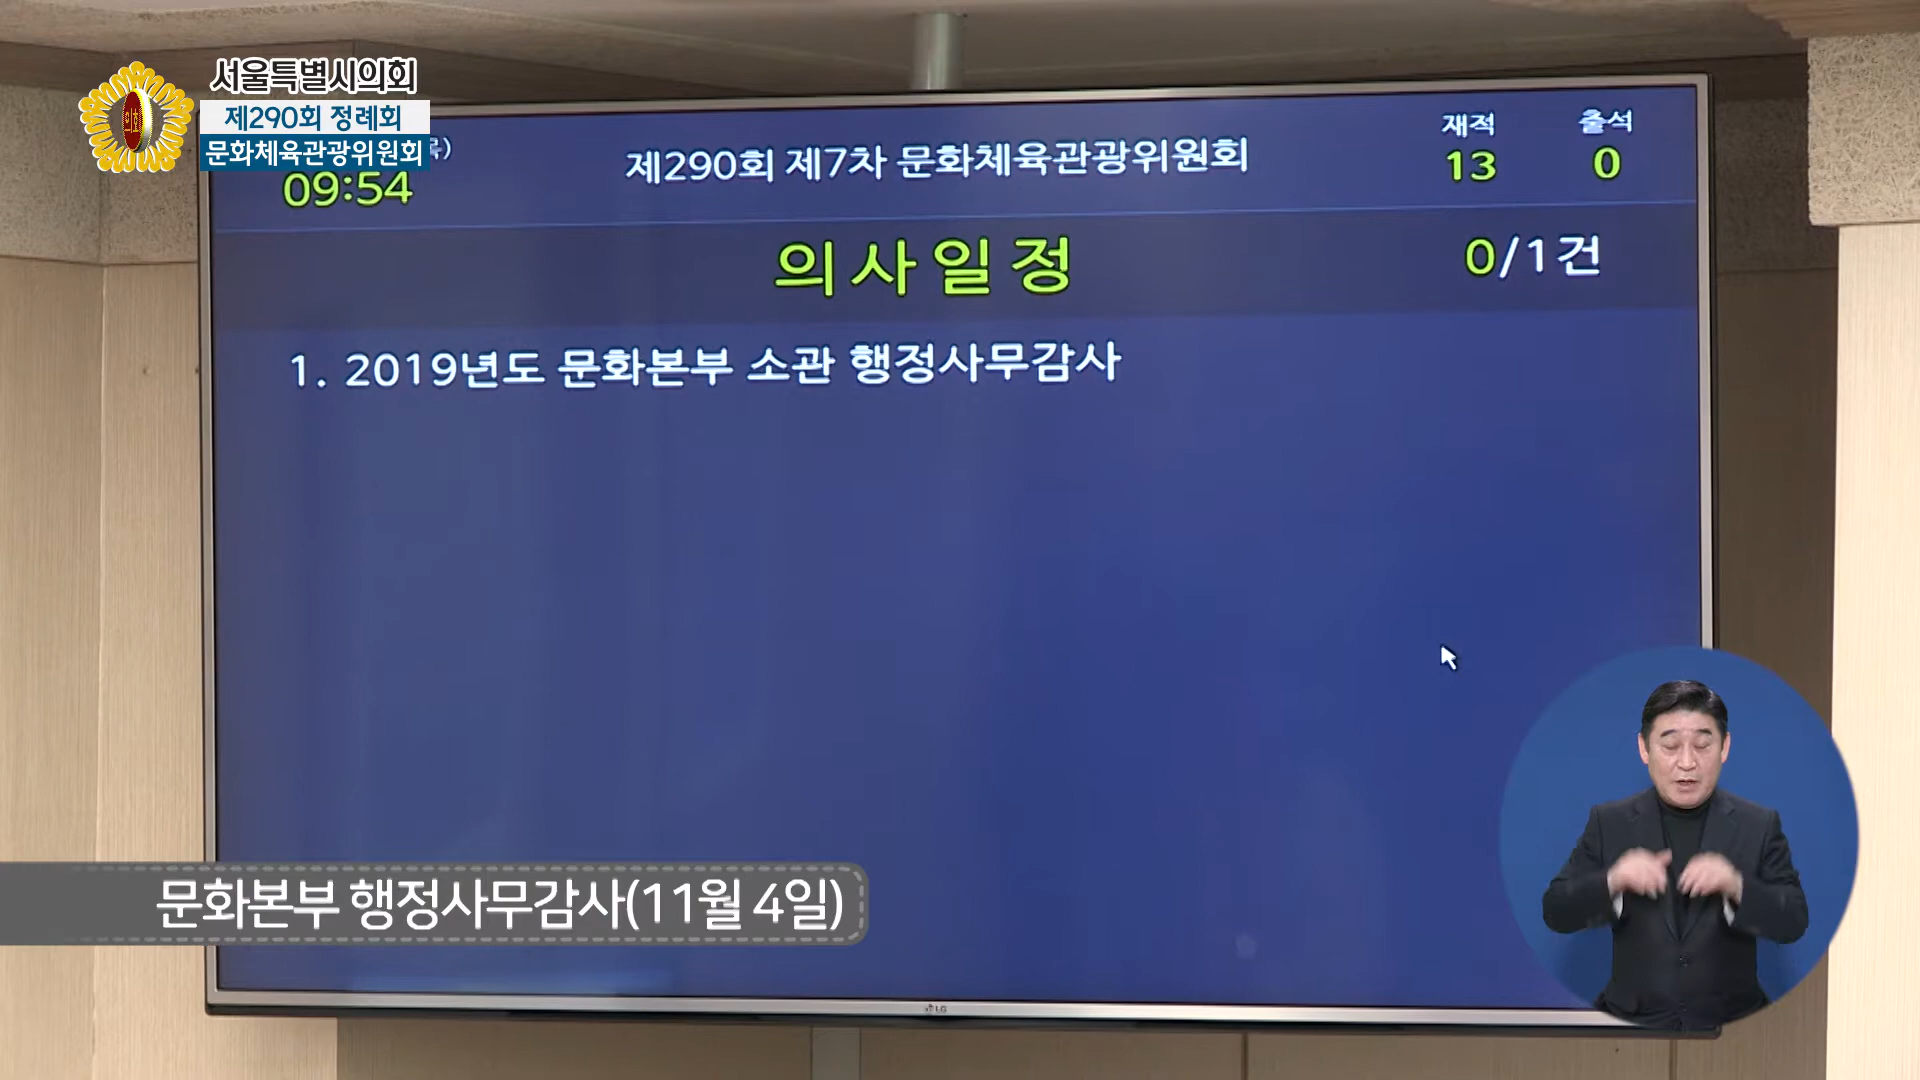 서울특별시의회
제290회 정례회
문화체육관광위원회
09:54
제290회 제7차 문화체육관광위원회
재적
출석
13
0
의사일정
0/1건
1. 2019년도 문화본부 소관 행정사무감사
문화본부 행정사무감사(11월 4일)
LG